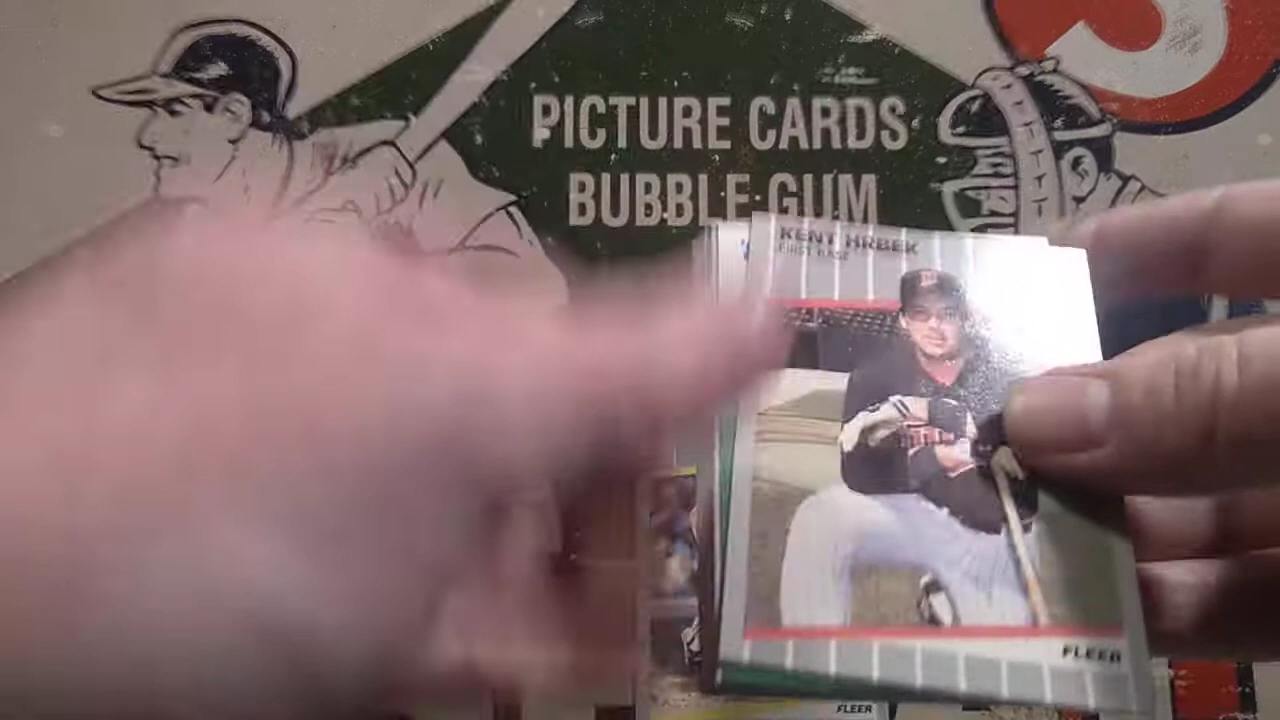 PICTURE CARDS
BUBBLE GUM
KENT HRBEK
FIRST BASE
FLEER
FLEER